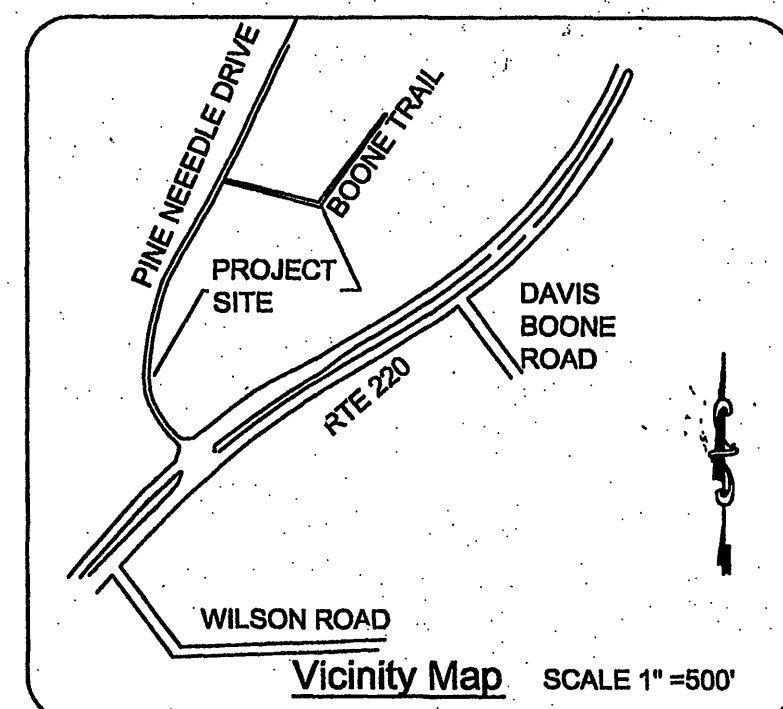 PINE NEEEDLE DRIVE
BOONE TRAIL
PROJECT
SITE
DAVIS
BOONE
ROAD
RTE 220
WILSON ROAD
Vicinity Map SCALE 1" =500'